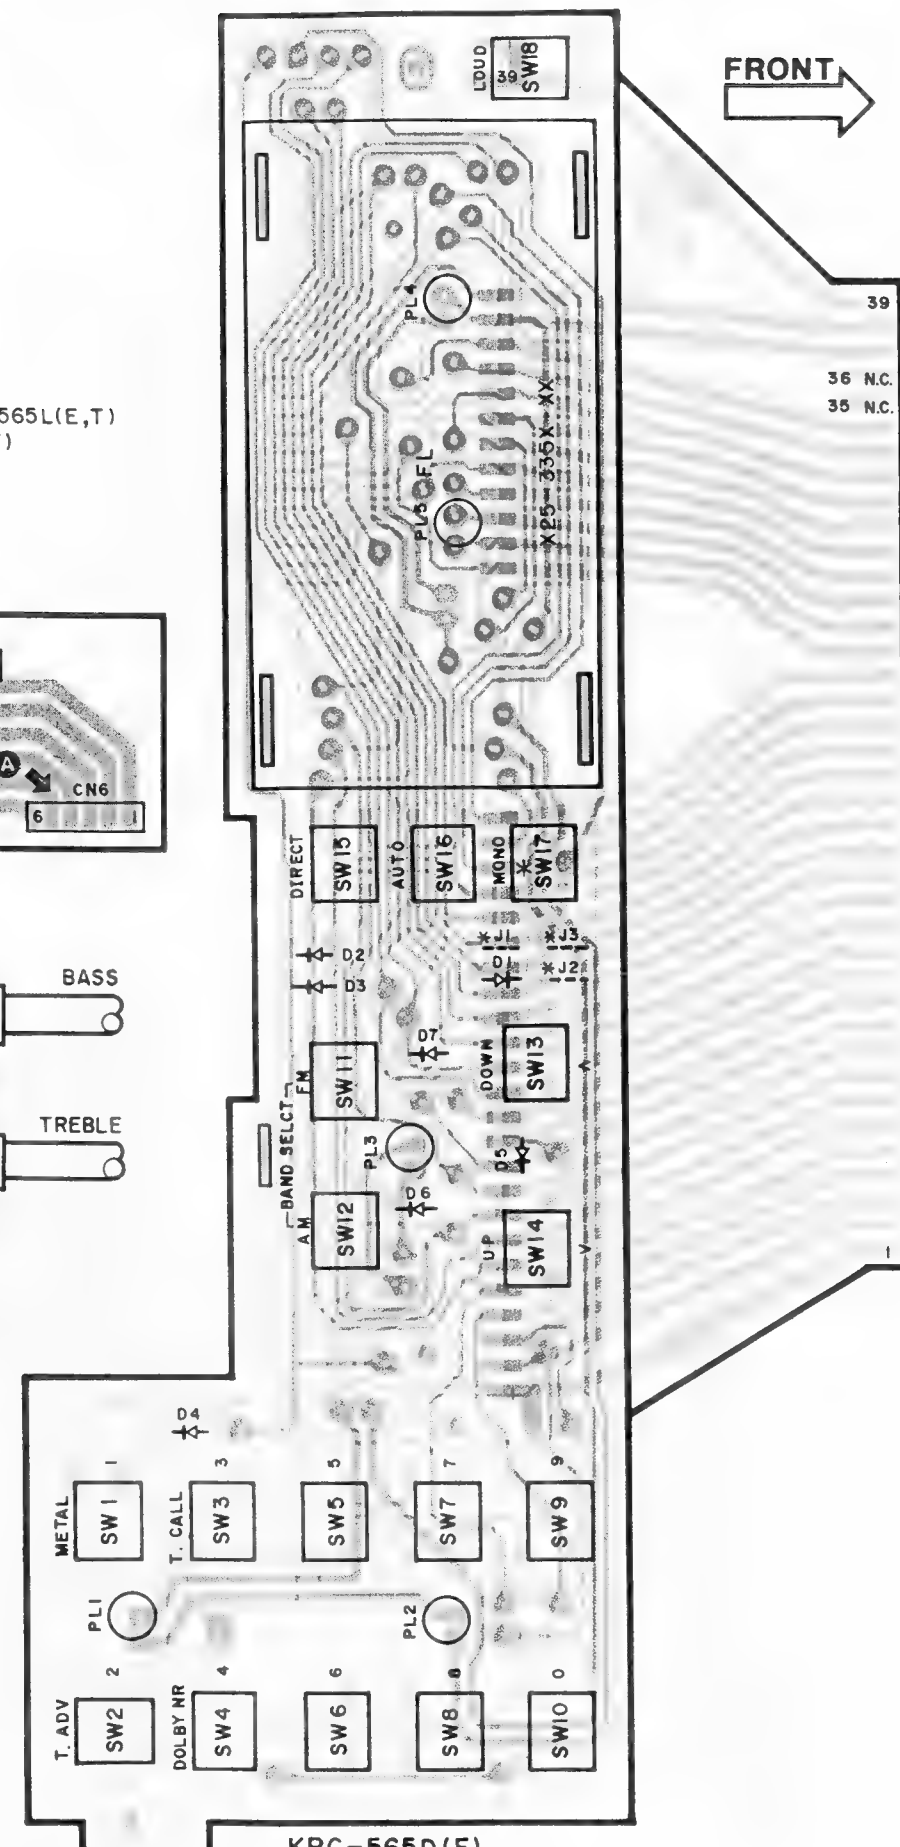 LOUD
39
SW18
FRONT
39
PL4
36 N.C.
35 N.C.
565L(E,T)
X25-335X-XX
FL
PL5
A
CN6
6
DIRECT
SW15
AUTO
SW16
MONO
*
SW17
*J1
*J3
D2
D1
*J2
D3
BASS
D7
FM
SW11
DOWN
SW13
TREBLE
BAND SELCT
PL3
D5
D6
AM
SW12
UP
SW14
1
D4
1
3
5
7
9
METAL
SW1
T. CALL
SW3
SW5
SW7
SW9
PL1
PL2
2
4
6
8
0
T. ADV
SW2
DOLBY NR
SW4
SW6
SW8
SW10
KRC-565D(E)